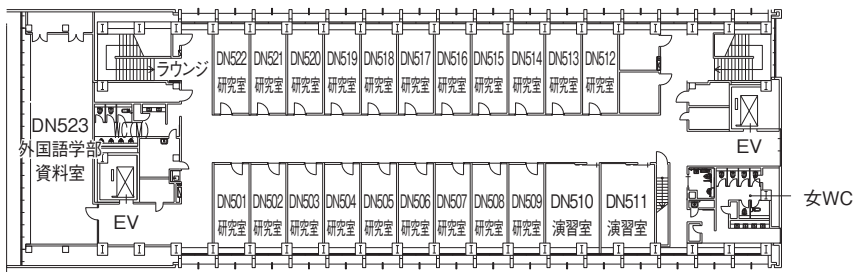 DN522
研究室
DN521
研究室
DN520
研究室
DN519
研究室
DN518
研究室
DN517
研究室
DN516
研究室
DN515
研究室
DN514
研究室
DN513
研究室
DN512
研究室
ラウンジ
DN523
外国語学部
資料室
WC
EV
EV
DN501
研究室
DN502
研究室
DN503
研究室
DN504
研究室
DN505
研究室
DN506
研究室
DN507
研究室
DN508
研究室
DN509
研究室
DN510
演習室
DN511
演習室
女WC